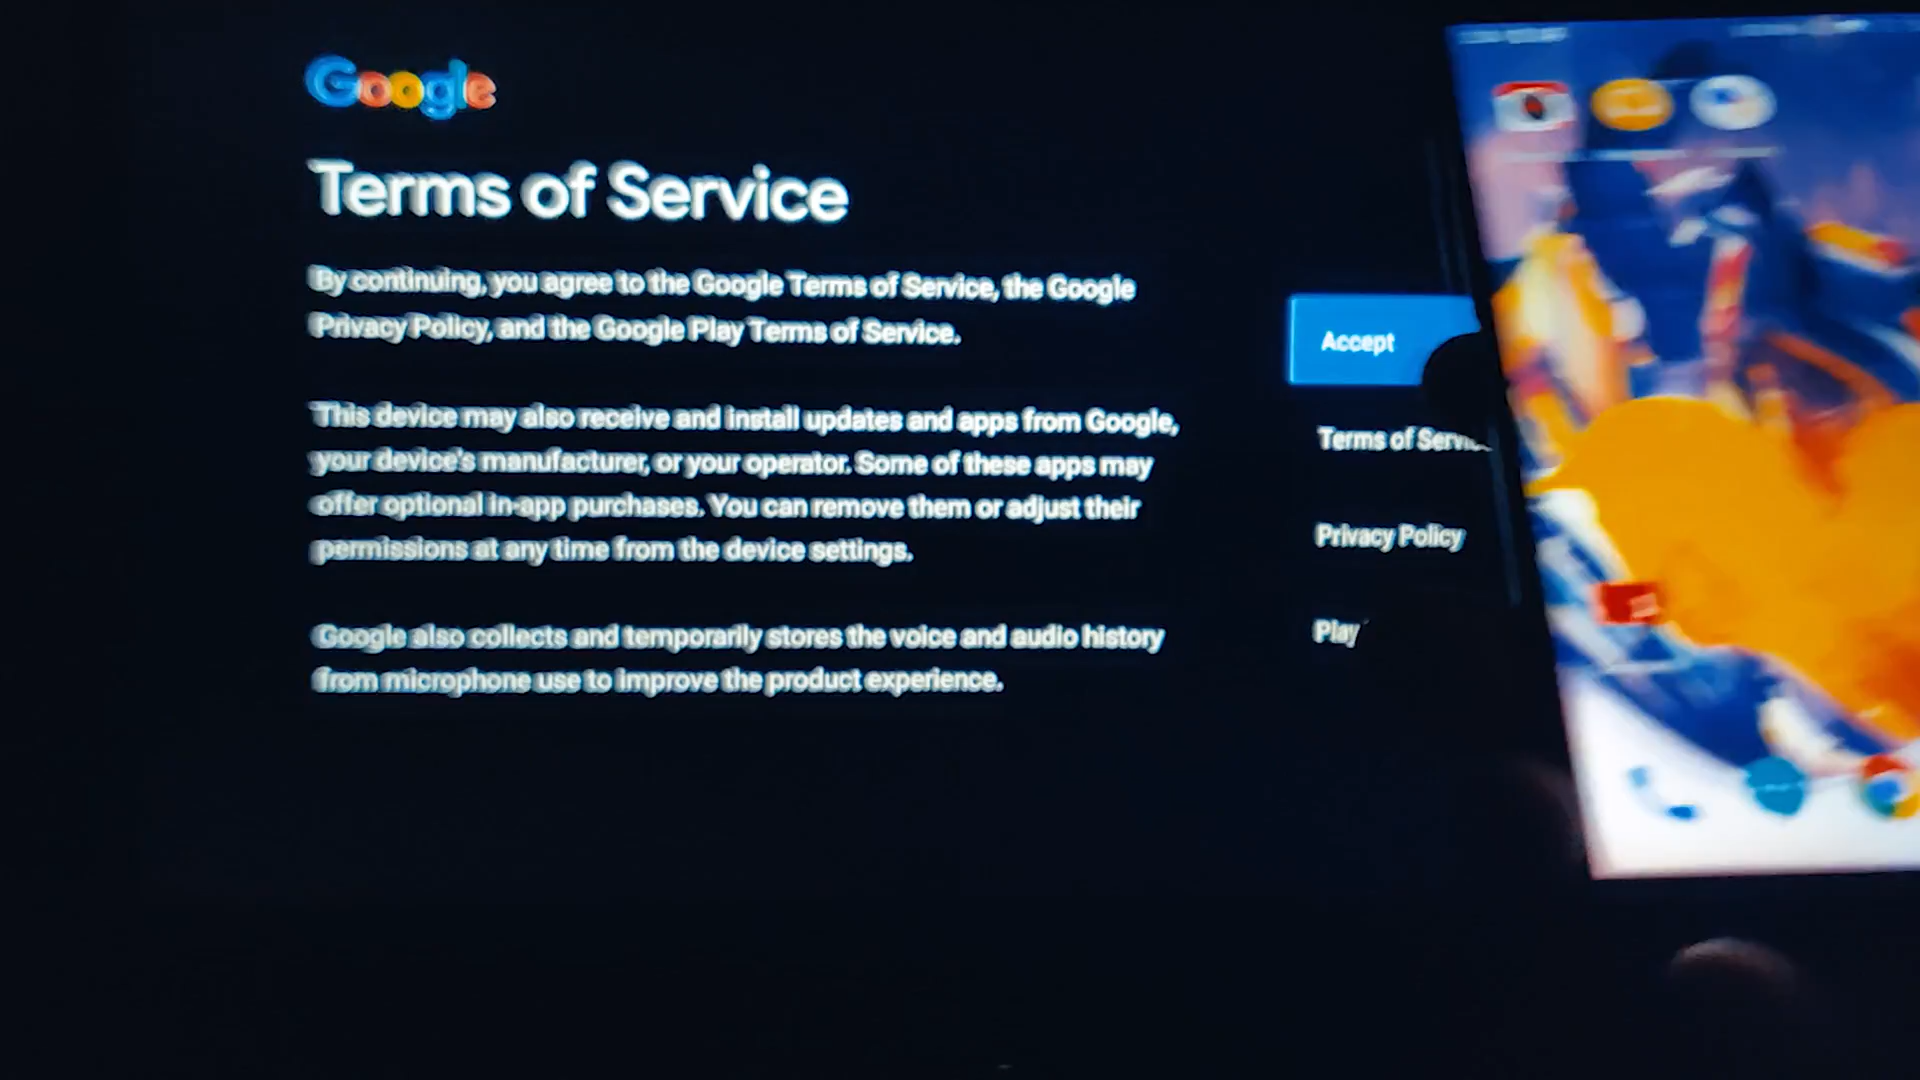 Google
Terms of Service
By continuing, you agree to the Google Terms of Service, the Google
Privacy Policy, and the Google Play Terms of Service.
This device may also receive and install updates and apps from Google,
your device's manufacturer, or your operator. Some of these apps may
offer optional in-app purchases. You can remove them or adjust their
permissions at any time from the device settings.
Google also collects and temporarily stores the voice and audio history
from microphone use to improve the product experience.
Accept
Terms of
Privacy Policy
Play